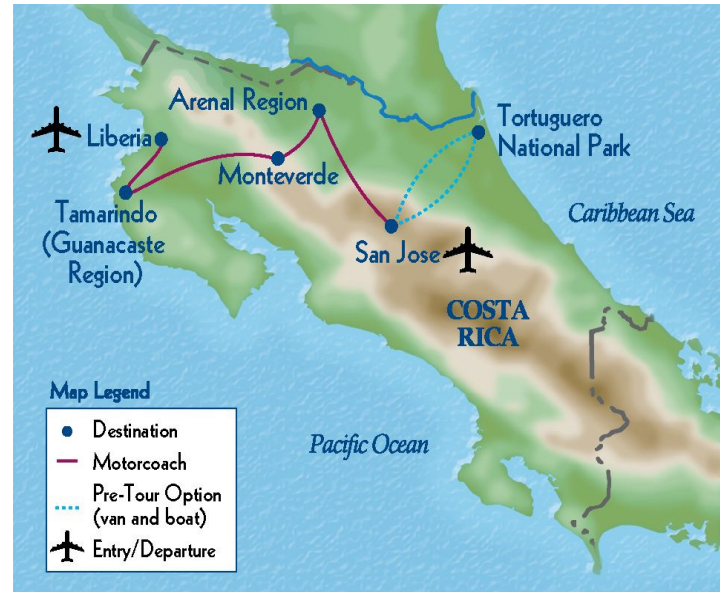 Arenal Region
Liberia
Tortuguero
National Park
Monteverde
Tamarindo
(Guanacaste
Region)
Caribbean Sea
San Jose
COSTA
RICA
Map Legend
Destination
Motorcoach
Pre-Tour Option
(van and boat)
Entry/Departure
Pacific Ocean